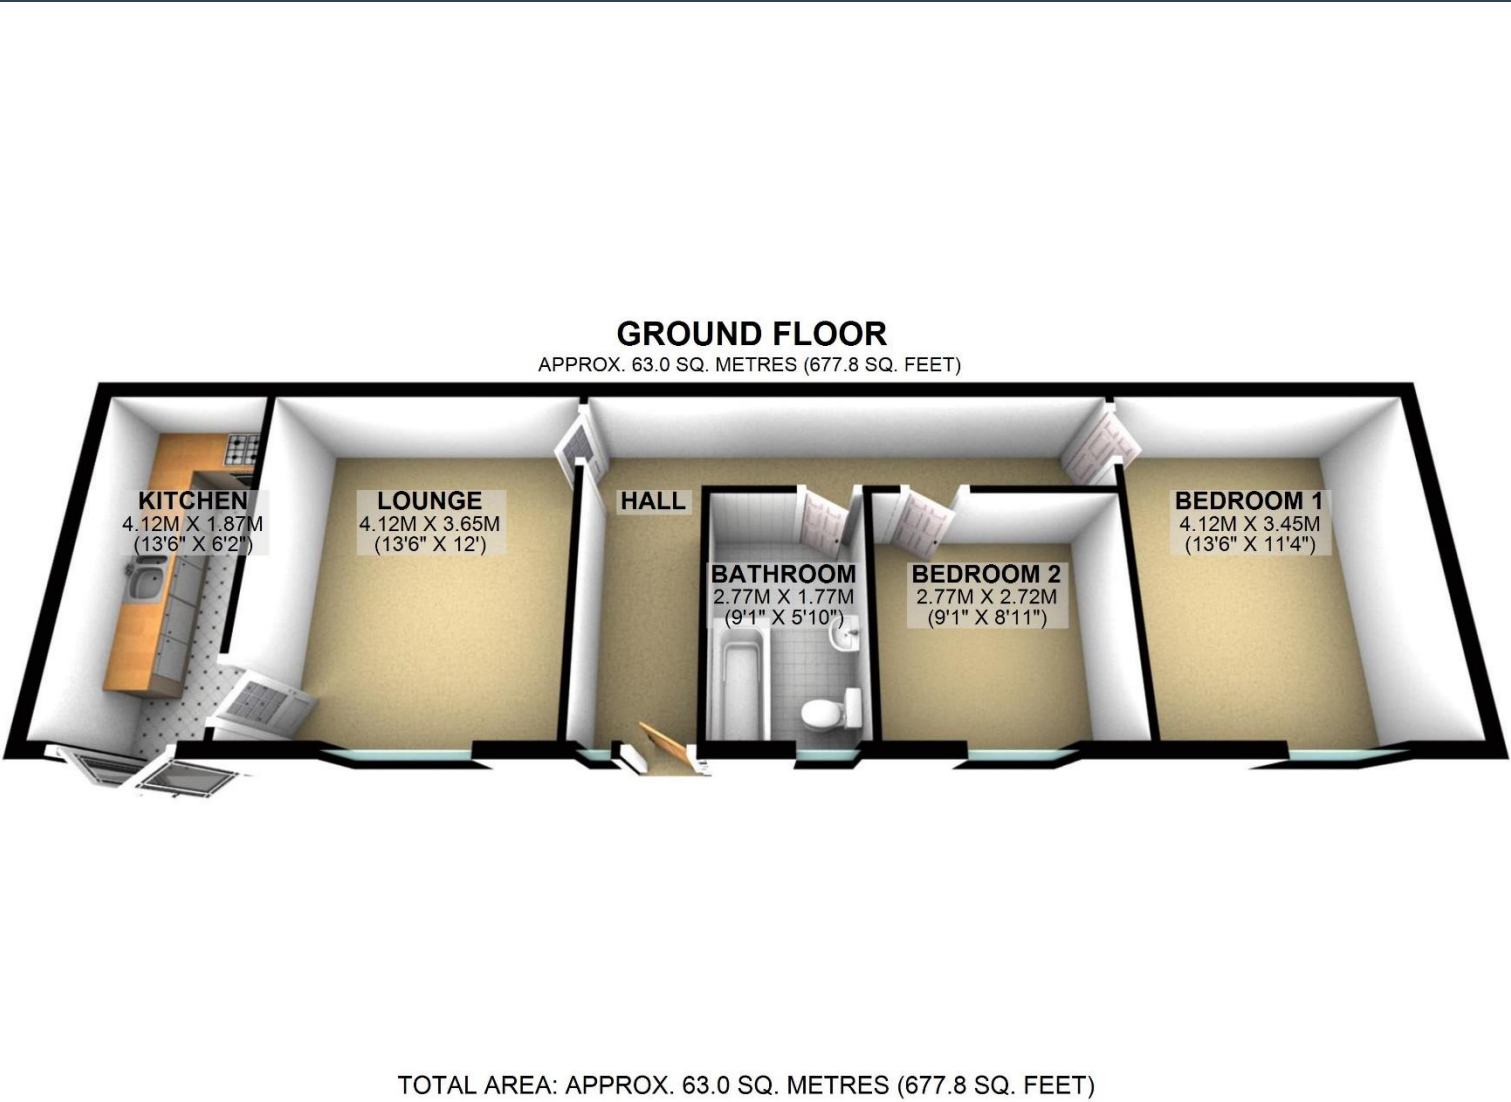 GROUND FLOOR
APPROX. 63.0 SQ. METRES (677.8 SQ. FEET)
KITCHEN
4.12M X 1.87M
(13'6" X 6'2")
LOUNGE
4.12M X 3.65M
(13'6" X 12')
HALL
BATHROOM
2.77M X 1.77M
(9'1" X 5'10")
BEDROOM 2
2.77M X 2.72M
(9'1" X 8'11")
BEDROOM 1
4.12M X 3.45M
(13'6" X 11'4")
TOTAL AREA: APPROX. 63.0 SQ. METRES (677.8 SQ. FEET)